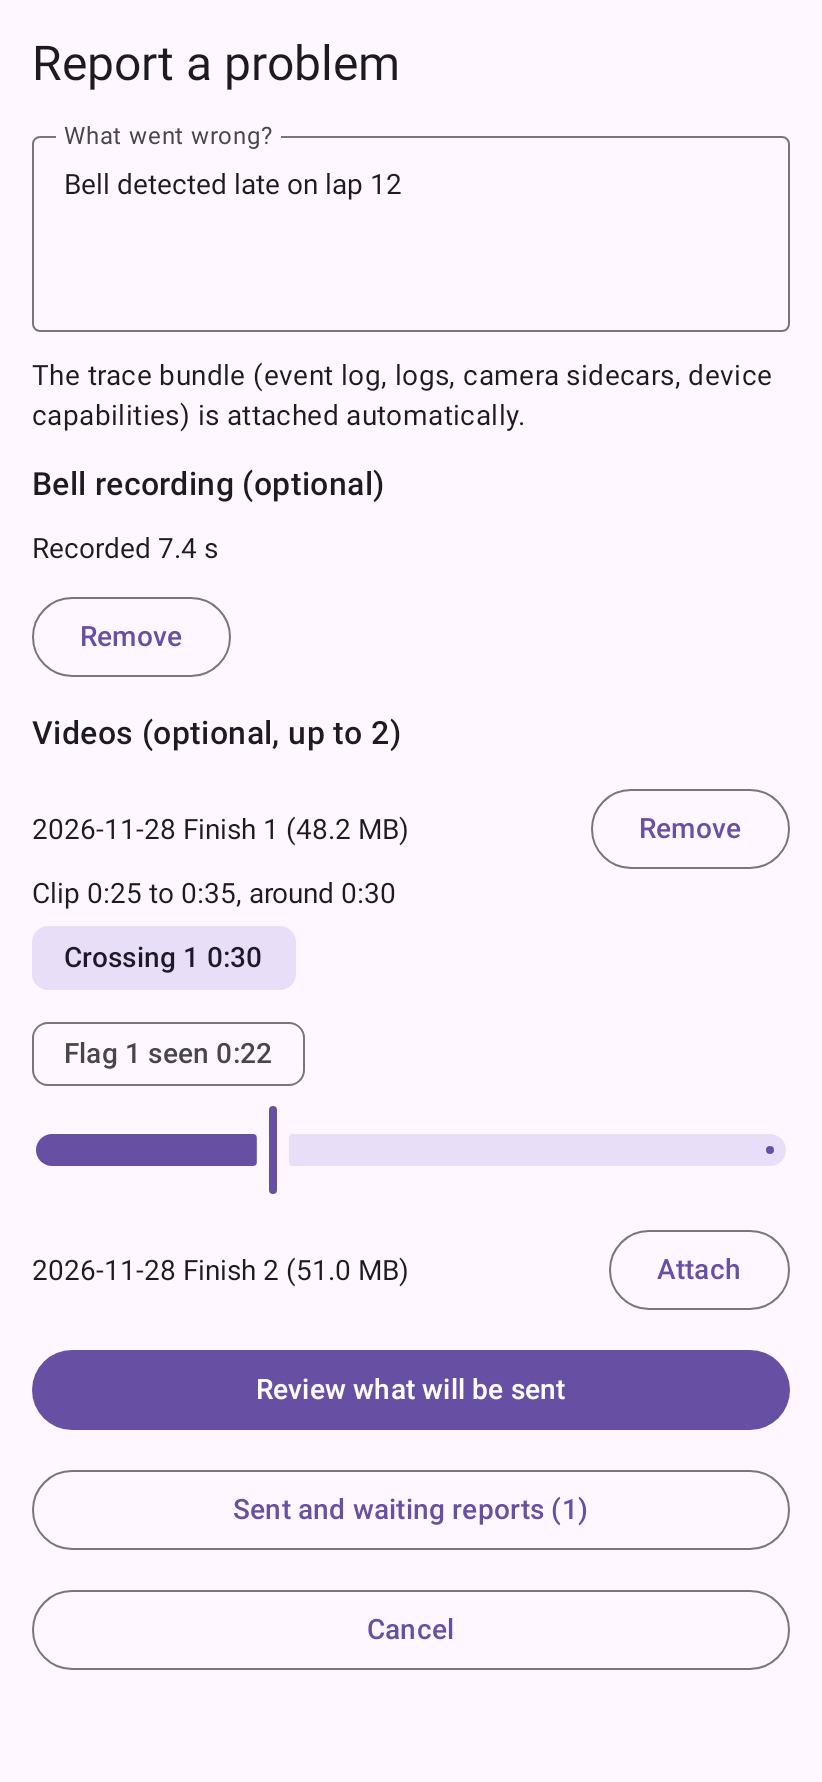 Report a problem
What went wrong?
Bell detected late on lap 12
The trace bundle (event log, logs, camera sidecars, device
capabilities) is attached automatically.
Bell recording (optional)
Recorded 7.4 s
Remove
Videos (optional, up to 2)
2026-11-28 Finish 1 (48.2 MB)
Remove
Clip 0:25 to 0:35, around 0:30
Crossing 1 0:30
Flag 1 seen 0:22
2026-11-28 Finish 2 (51.0 MB)
Attach
Review what will be sent
Sent and waiting reports (1)
Cancel